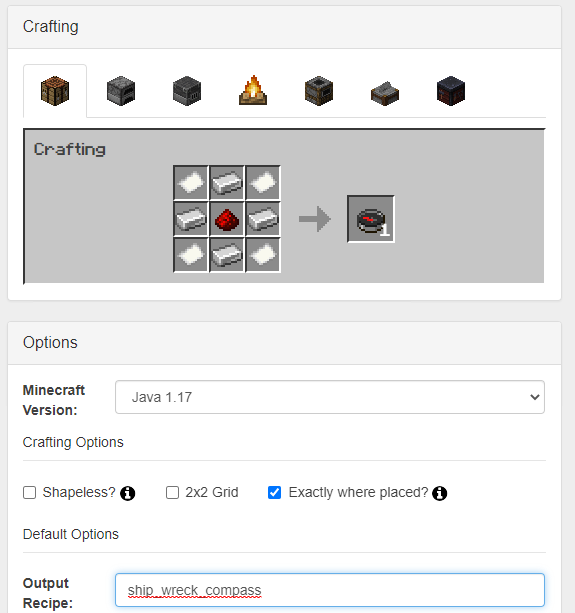 Crafting
Crafting
1
Options
Minecraft Version:
Java 1.17
Crafting Options
Shapeless?
2x2 Grid
Exactly where placed?
Default Options
Output Recipe:
ship_wreck_compass